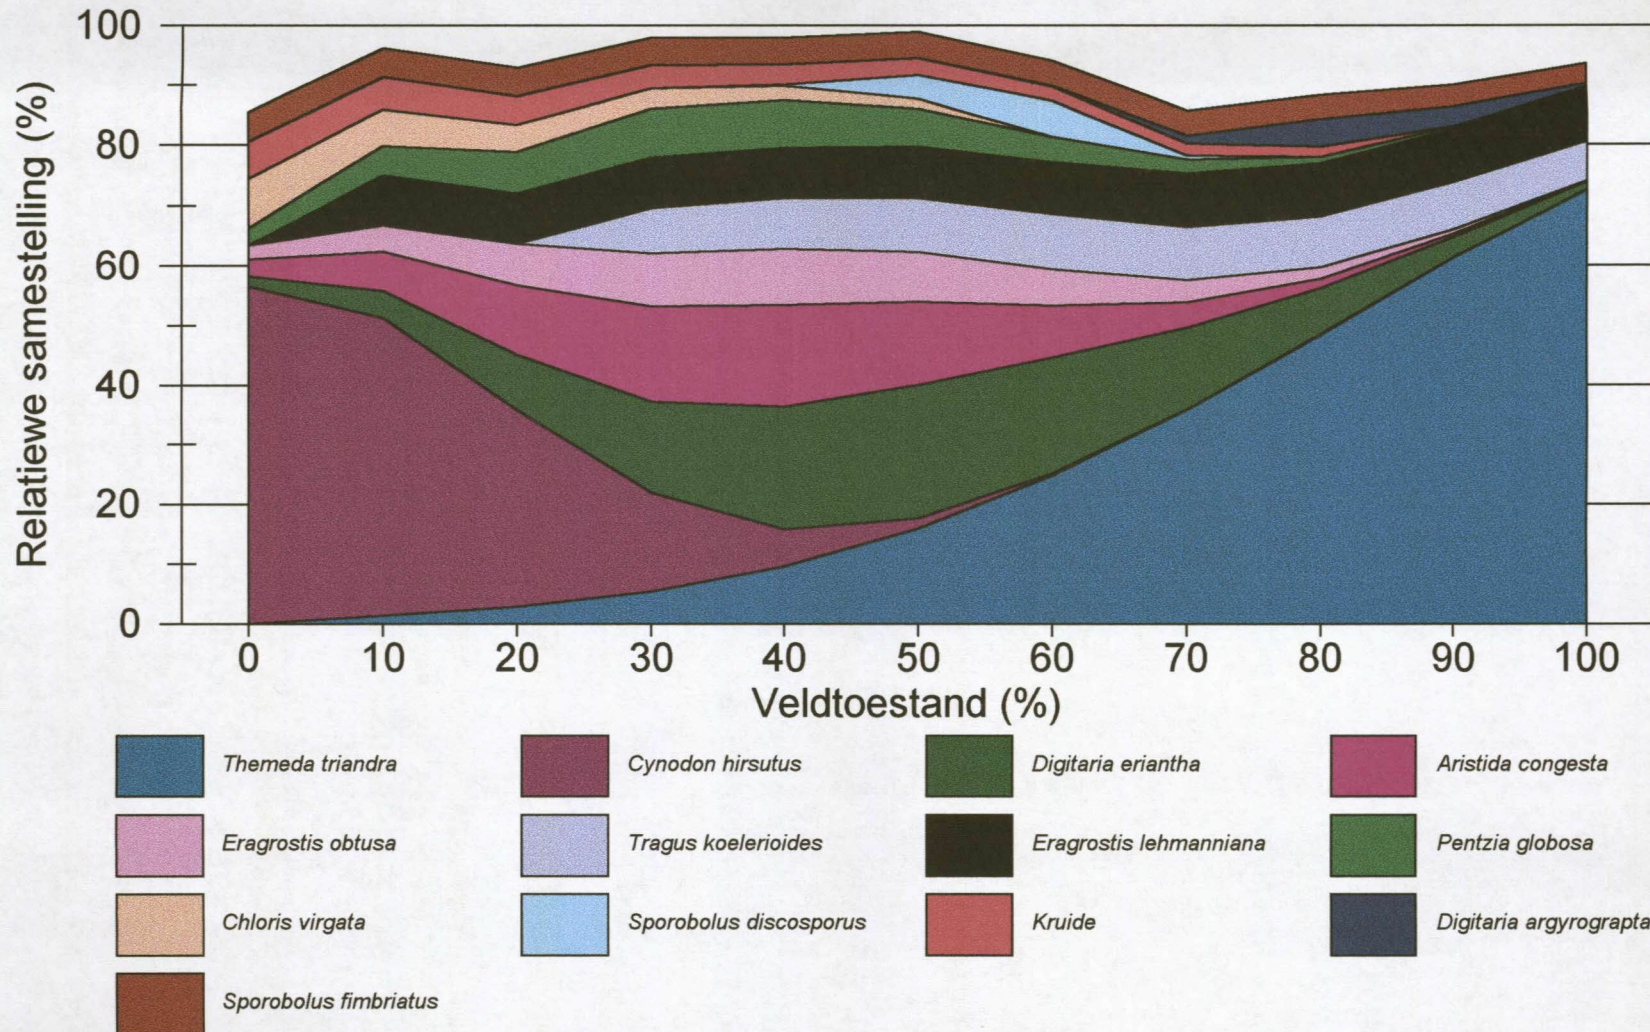 Relatiewe samestelling (%)
100
80
60
40
20
0
0 10 20 30 40 50 60 70 80 90 100
Veldtoestand (%)
Themeda triandra Cynodon hirsutus Digitaria eriantha Aristida congesta
Eragrostis obtusa Tragus koelerioides Eragrostis lehmanniana Pentzia globosa
Chloris virgata Sporobolus discosporus Kruide Digitaria argyrograpta
Sporobolus fimbriatus